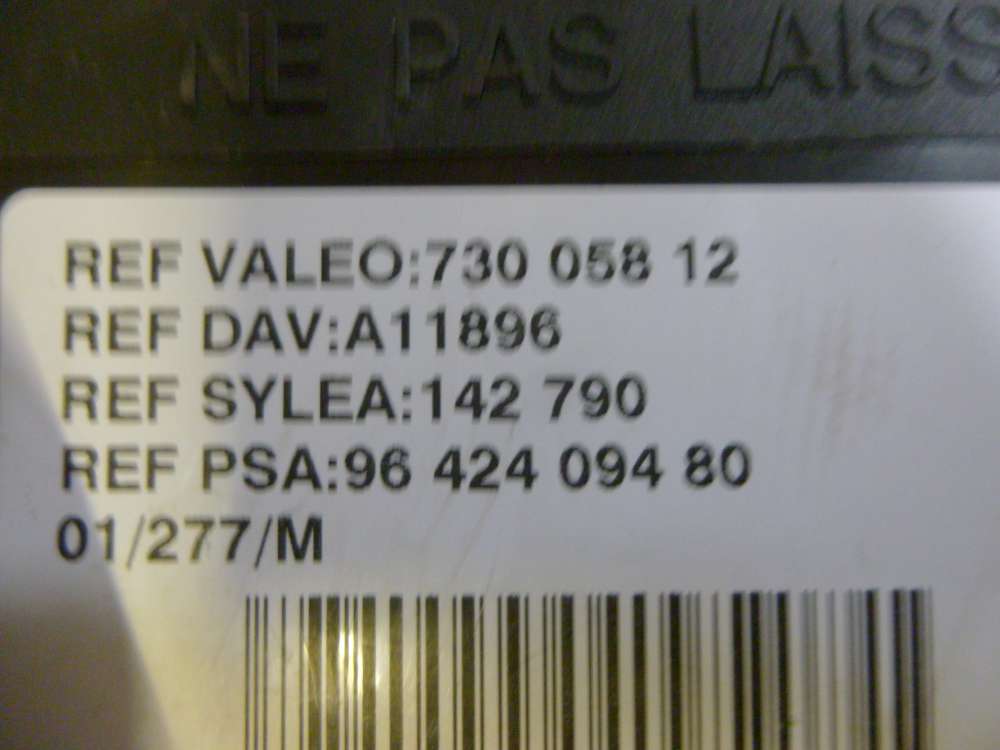 NE PAS LAISS
REF VALEO:730 058 12
REF DAV:A11896
REF SYLEA:142 790
REF PSA:96 424 094 80
01/277/M